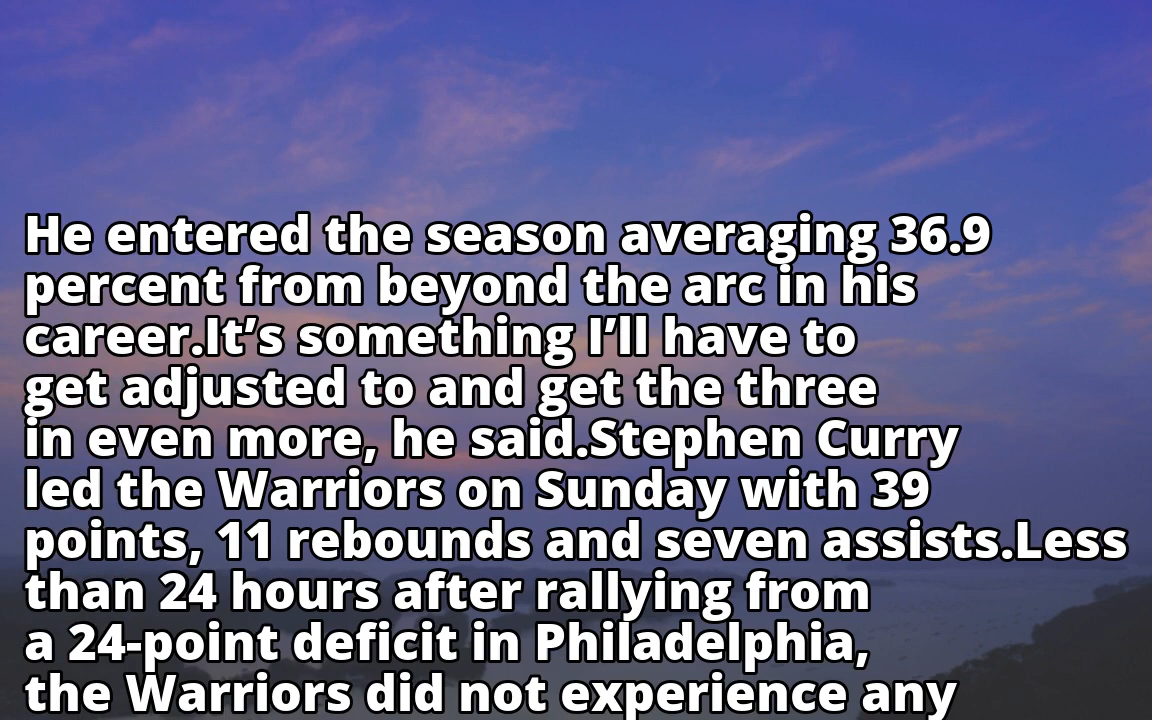 He entered the season averaging 36.9
percent from beyond the arc in his
career.It’s something I’ll have to
get adjusted to and get the three
in even more, he said.Stephen Curry
led the Warriors on Sunday with 39
points, 11 rebounds and seven assists.Less
than 24 hours after rallying from
a 24-point deficit in Philadelphia,
the Warriors did not experience any